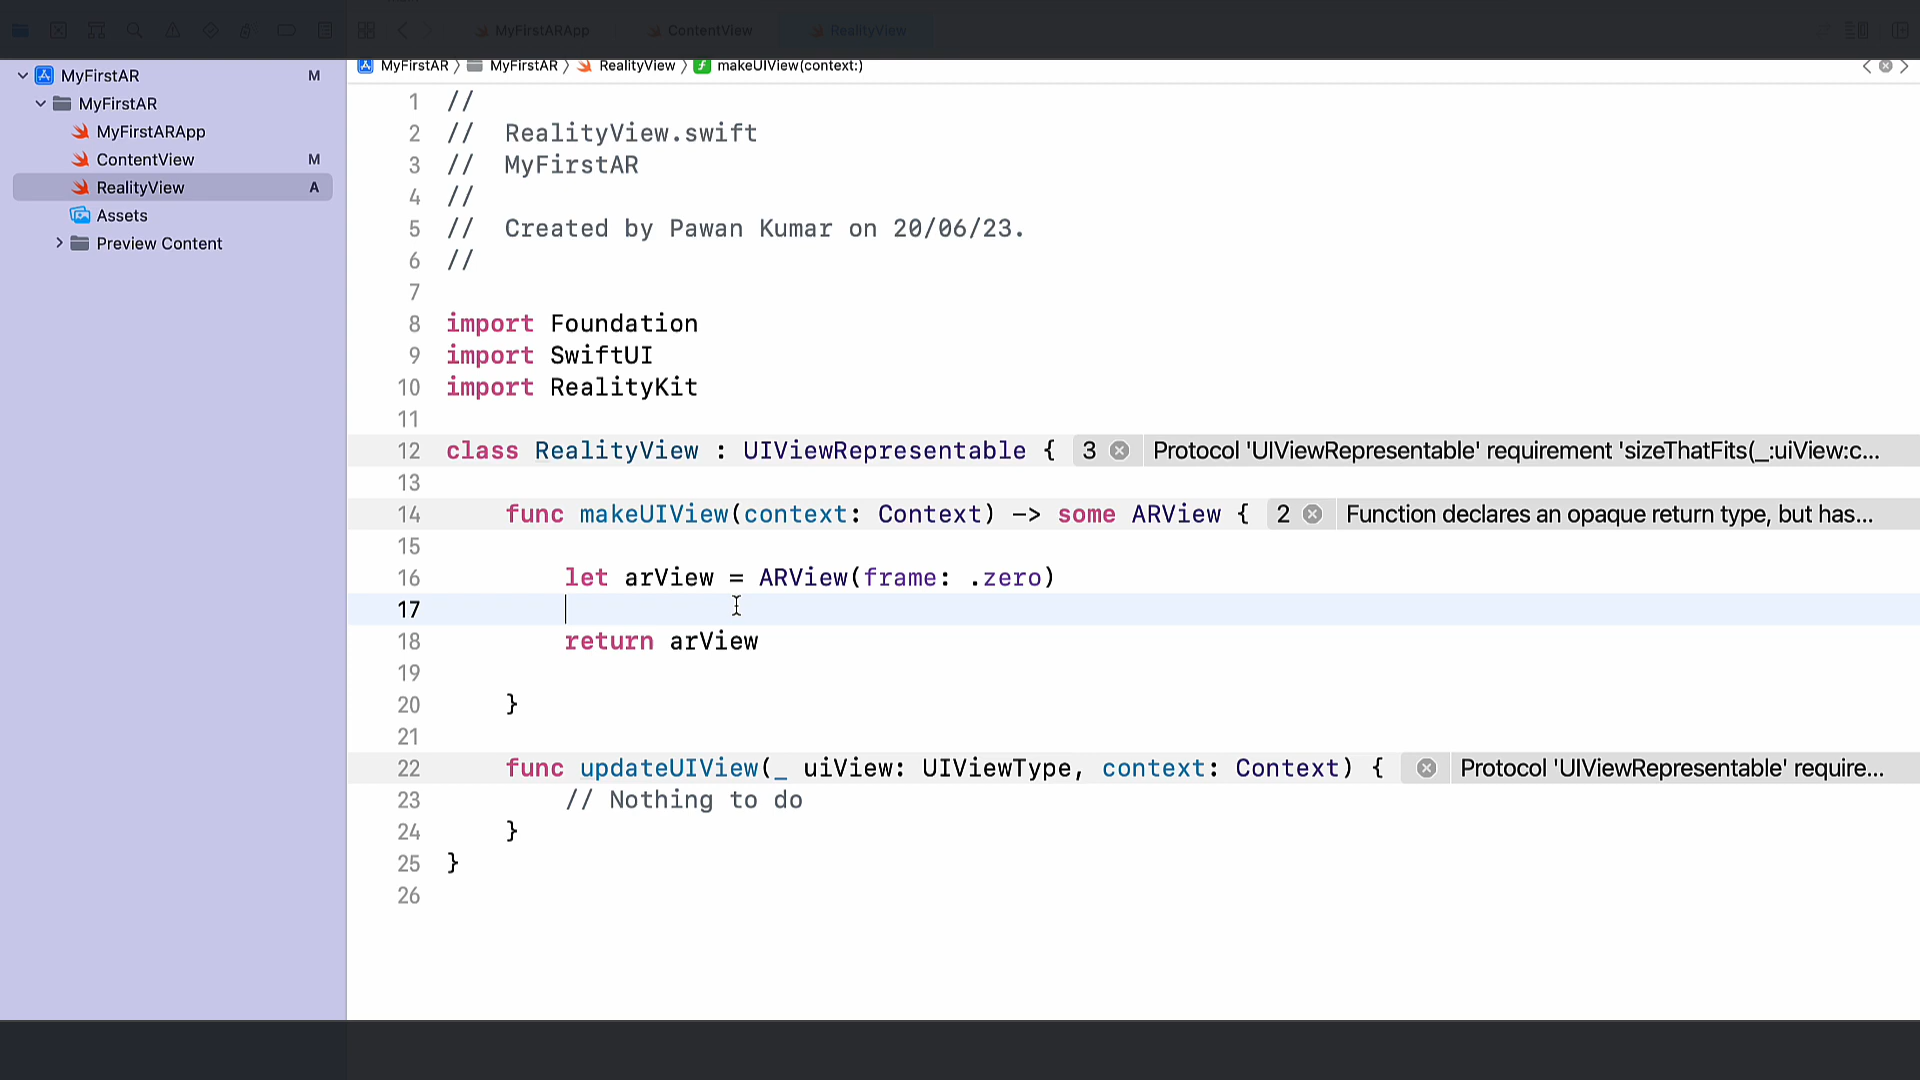 MyFirstARApp
ContentView
RealityView
MyFirstAR M
MyFirstAR
MyFirstARApp
ContentView M
RealityView A
Assets
Preview Content
MyFirstAR 〉 MyFirstAR 〉 RealityView 〉 f makeUIView(context:)
1 //
2 //  RealityView.swift
3 //  MyFirstAR
4 //
5 //  Created by Pawan Kumar on 20/06/23.
6 //
7
8 import Foundation
9 import SwiftUI
10 import RealityKit
11
12 class RealityView : UIViewRepresentable { 3 Protocol 'UIViewRepresentable' requirement 'sizeThatFits(_:uiView:c...
13
14     func makeUIView(context: Context) -> some ARView { 2 Function declares an opaque return type, but has...
15
16         let arView = ARView(frame: .zero)
17
18         return arView
19
20     }
21
22     func updateUIView(_ uiView: UIViewType, context: Context) { Protocol 'UIViewRepresentable' require...
23         // Nothing to do
24     }
25 }
26